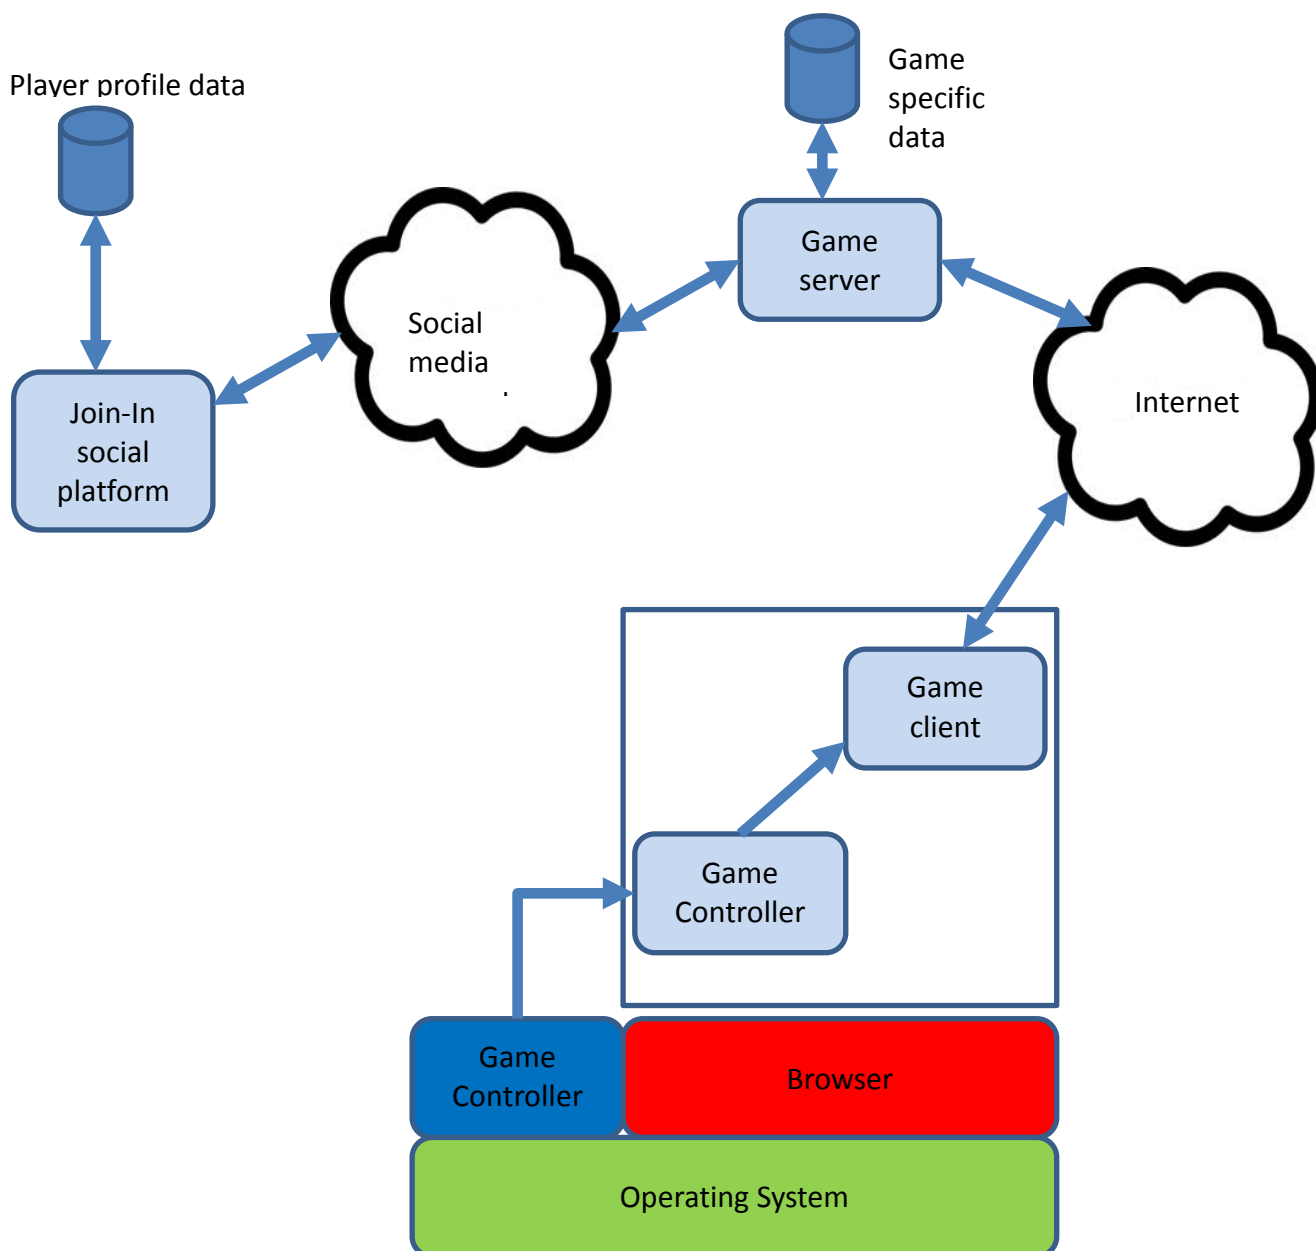 Player profile data
Game
specific
data
Game
server
Social
media
Internet
Join-In
social
platform
Game
client
Game
Controller
Game
Controller
Browser
Operating System